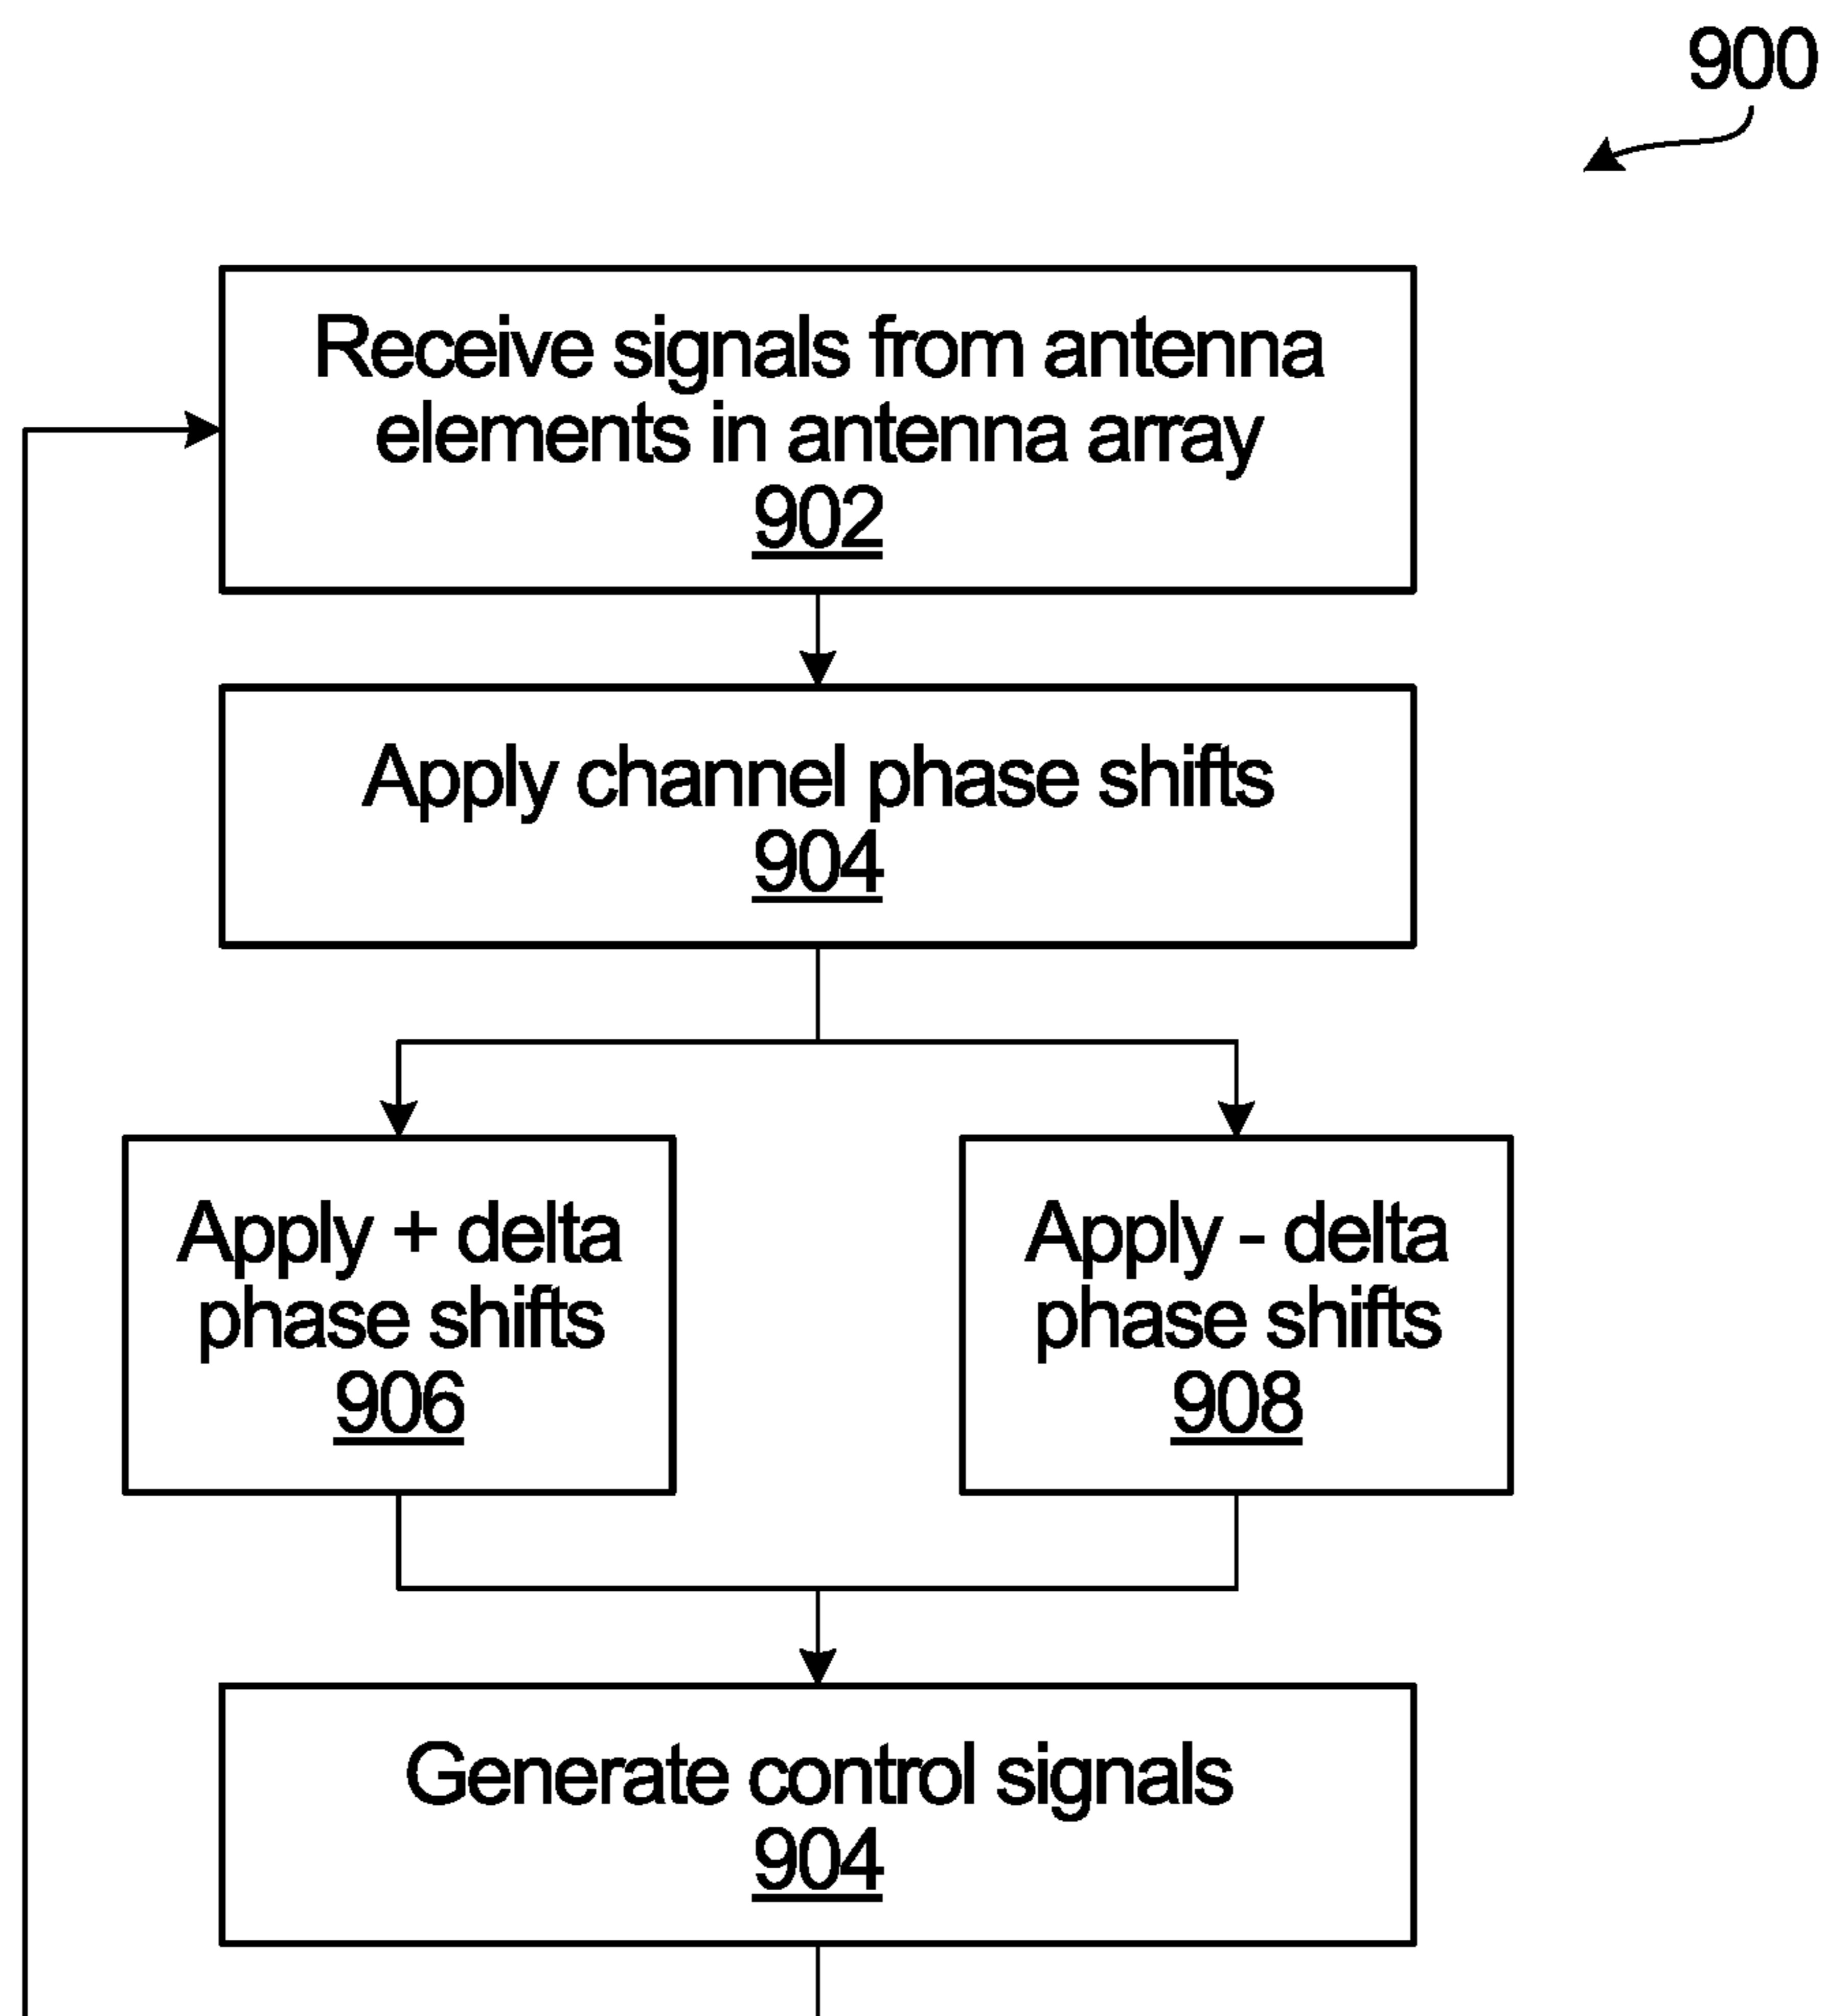 900
Receive signals from antenna
elements in antenna array
902
Apply channel phase shifts
904
Apply + delta
phase shifts
906
Apply - delta
phase shifts
908
Generate control signals
904